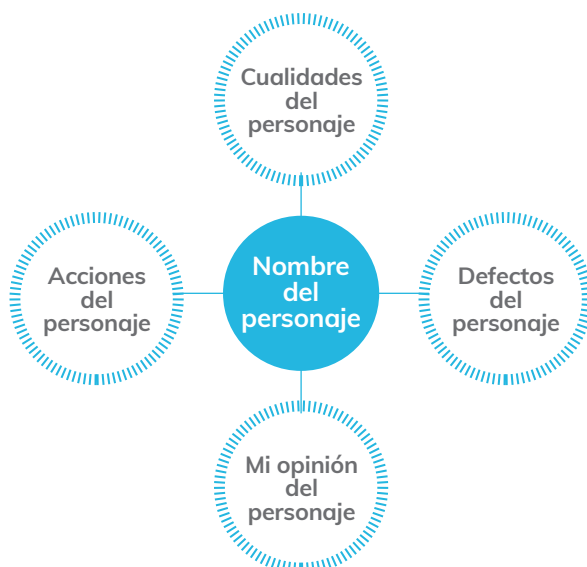 Cualidades
del
personaje
Acciones
del
personaje
Nombre
del
personaje
Defectos
del
personaje
Mi opinión
del
personaje